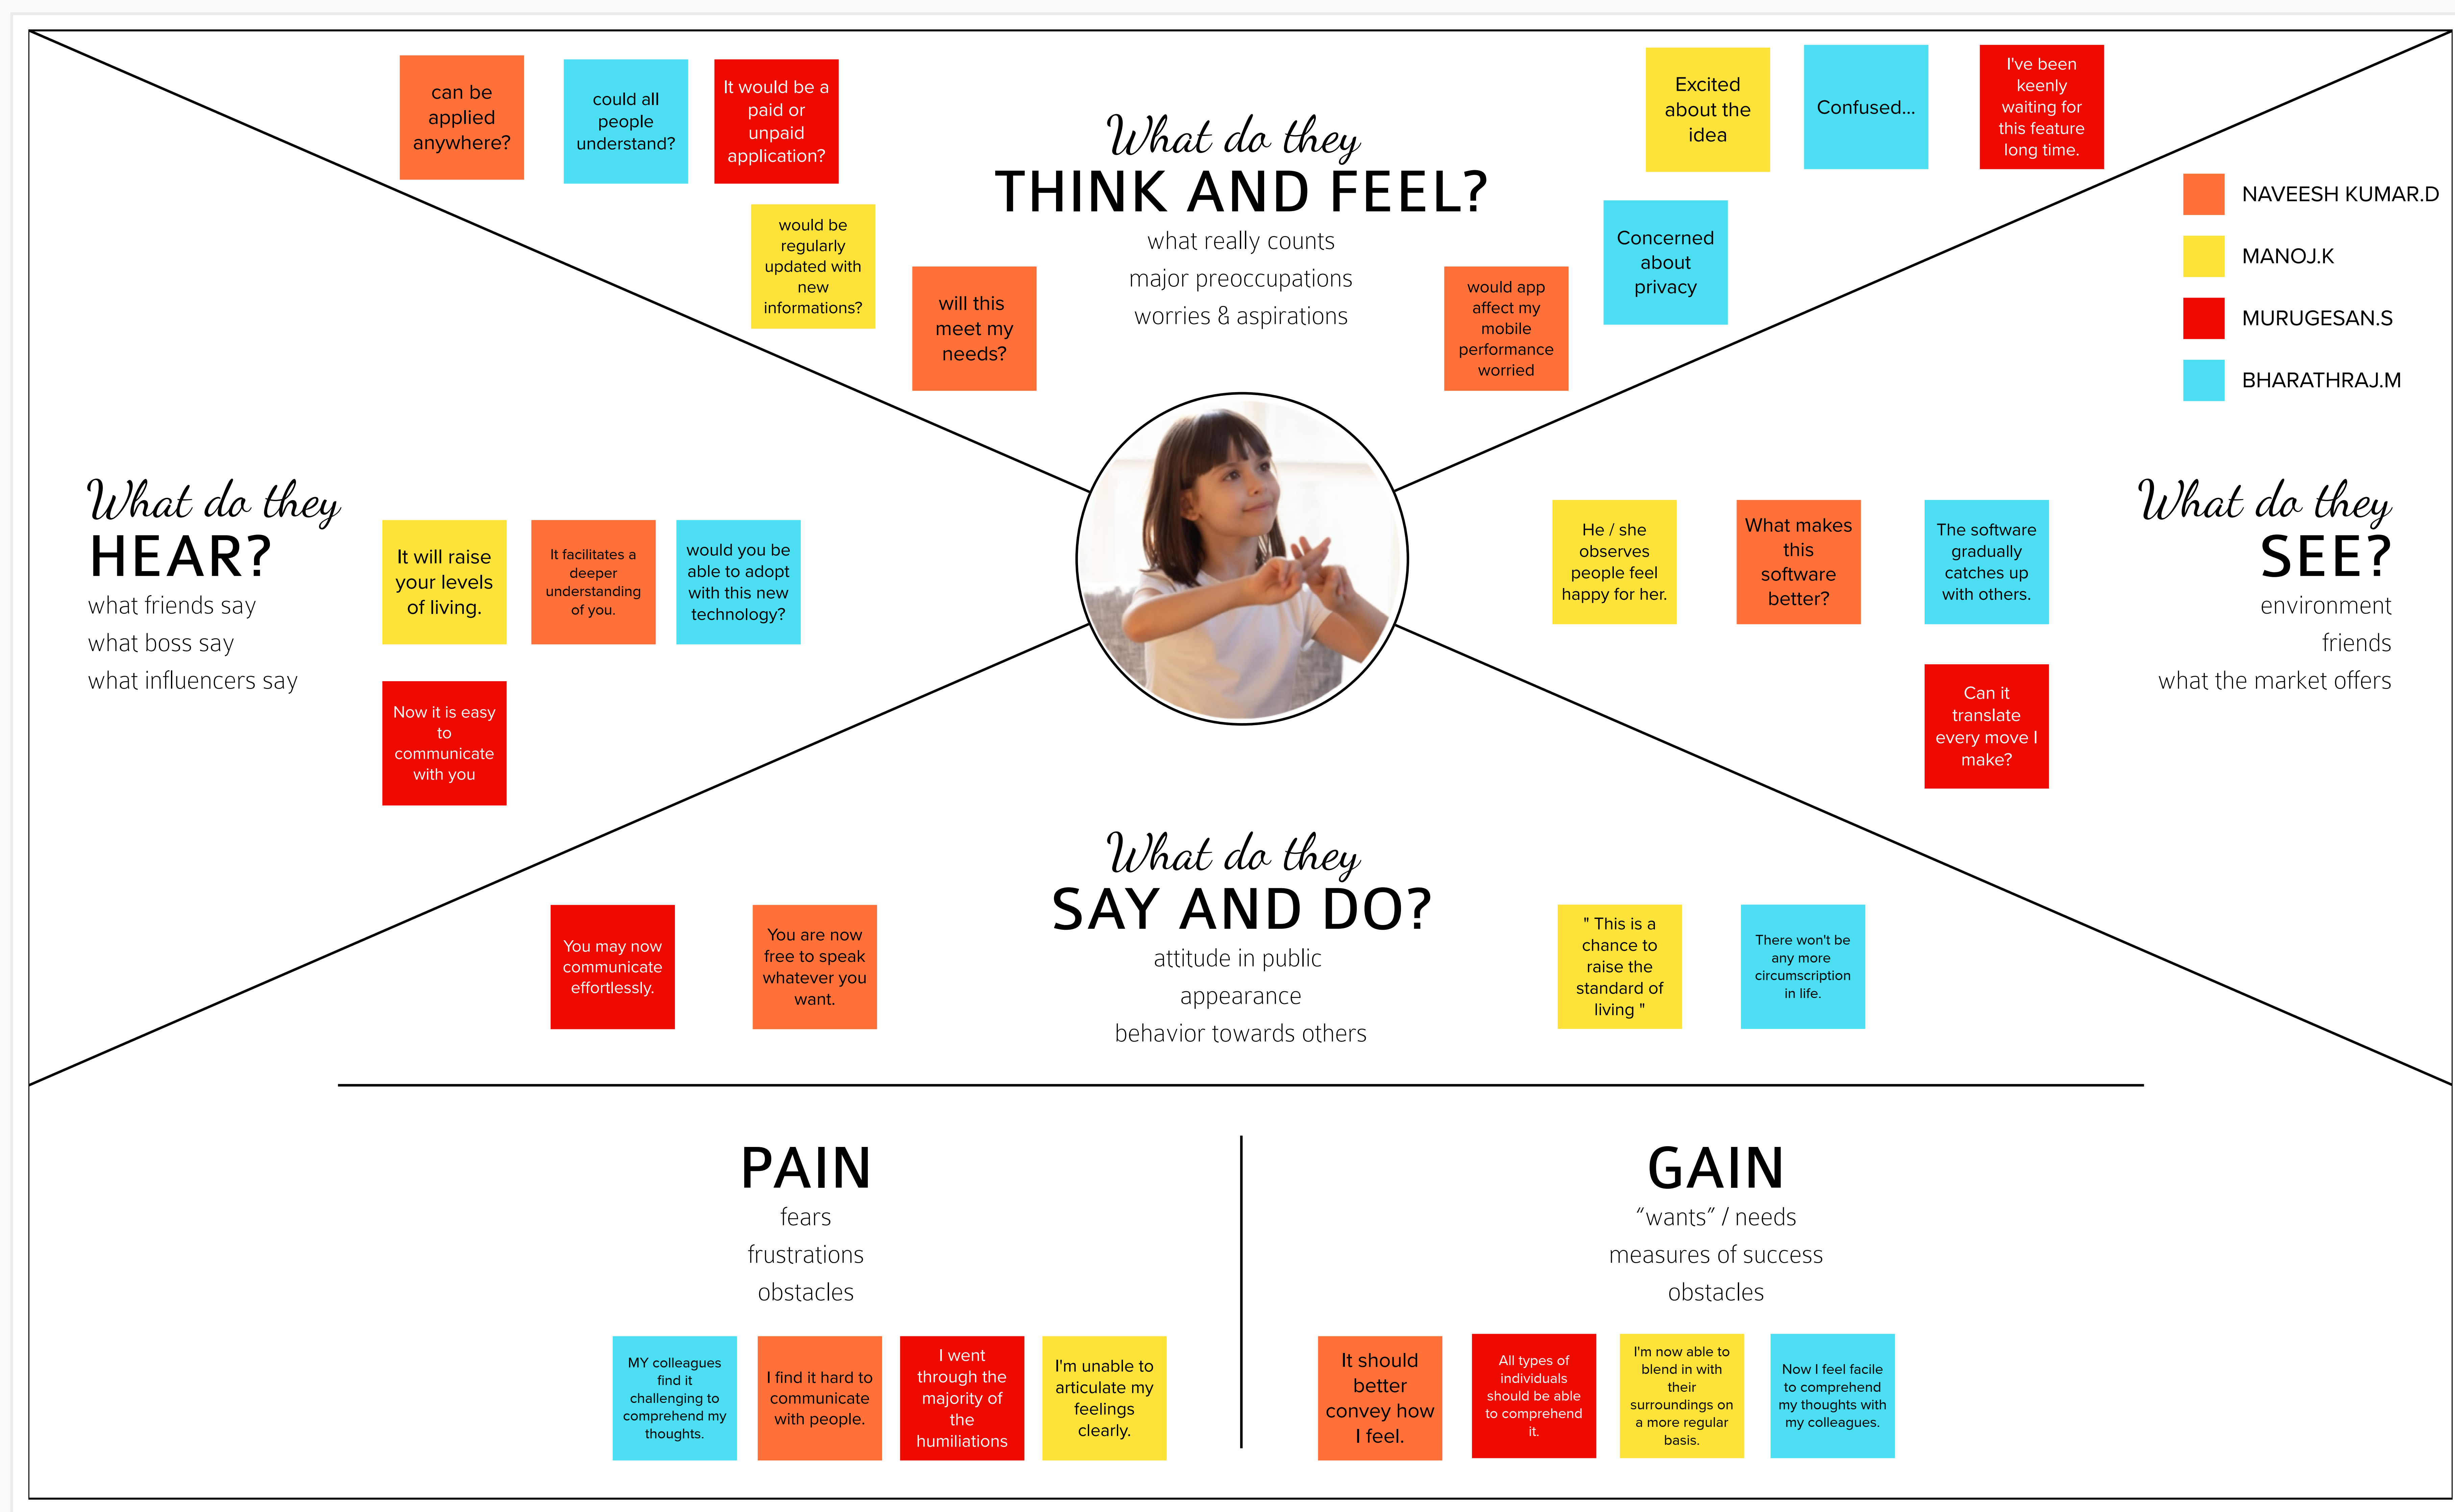 can be
applied
anywhere?
could all
people
understand?
It would be a
paid or
unpaid
application?
would be
regularly
updated with
new
informations?
will this
meet my
needs?
What do they
THINK AND FEEL?
what really counts
major preoccupations
worries & aspirations
Excited
about the
idea
Confused...
I've been
keenly
waiting for
this feature
long time.
Concerned
about
privacy
would app
affect my
mobile
performance
worried
NAVEESH KUMAR.D
MANOJ.K
MURUGESAN.S
BHARATHRAJ.M
What do they
HEAR?
what friends say
what boss say
what influencers say
It will raise
your levels
of living.
It facilitates a
deeper
understanding
of you.
would you be
able to adopt
with this new
technology?
Now it is easy
to
communicate
with you
He / she
observes
people feel
happy for her.
What makes
this
software
better?
The software
gradually
catches up
with others.
Can it
translate
every move I
make?
What do they
SEE?
environment
friends
what the market offers
What do they
SAY AND DO?
attitude in public
appearance
behavior towards others
You may now
communicate
effortlessly.
You are now
free to speak
whatever you
want.
" This is a
chance to
raise the
standard of
living "
There won't be
any more
circumscription
in life.
PAIN
fears
frustrations
obstacles
MY colleagues
find it
challenging to
comprehend my
thoughts.
I find it hard to
communicate
with people.
I went
through the
majority of
the
humiliations
I'm unable to
articulate my
feelings
clearly.
GAIN
“wants” / needs
measures of success
obstacles
It should
better
convey how
I feel.
All types of
individuals
should be able
to comprehend
it.
I'm now able to
blend in with
their
surroundings on
a more regular
basis.
Now I feel facile
to comprehend
my thoughts with
my colleagues.